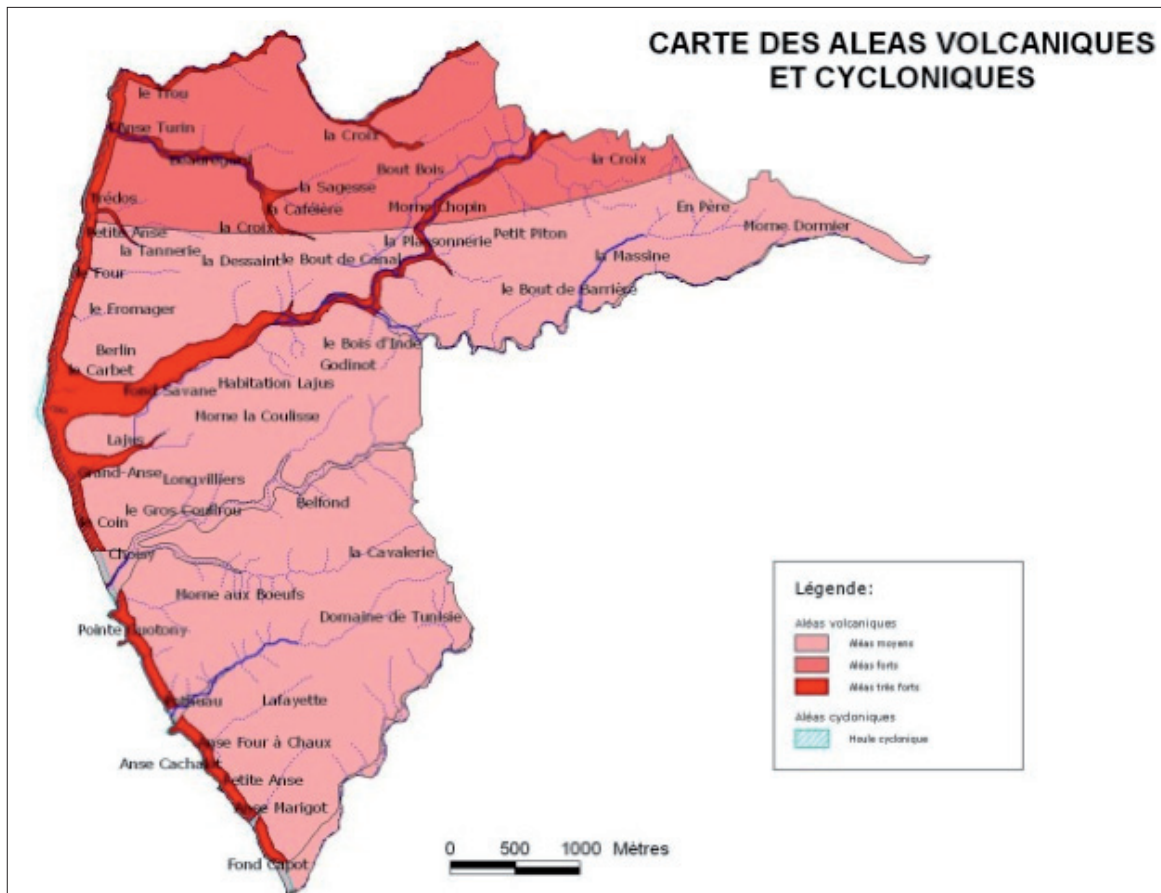 CARTE DES ALEAS VOLCANIQUES
ET CYCLONIQUES
le Trou
l'Anse Turin
la Croix
Beauregard
Bout Bois
la Croix
la Sagesse
la Caféière
Morne Chopin
la Croix
Petite Anse
la Tannerie
la Plaisonnerie
Petit Piton
En Père
Morne Dormier
la Dessaint
le Bout de Canal
la Massine
le Four
le Bout de Barrière
le Fromager
le Bois d'Inde
Berlin
Godinot
le Carbet
Fond Savane
Habitation Lajus
Morne la Coulisse
Lajus
Grand-Anse
Longvilliers
Belfond
le Coin
Choisy
la Cavalerie
Morne aux Boeufs
Domaine de Tunisie
Lafayette
Anse Four à Chaux
Petite Anse
Anse Marigot
Fond Capot
Légende:
Aléas volcaniques
Aléas moyens
Aléas forts
Aléas très forts
Aléas cycloniques
Houle cyclonique
0 500 1000 Mètres